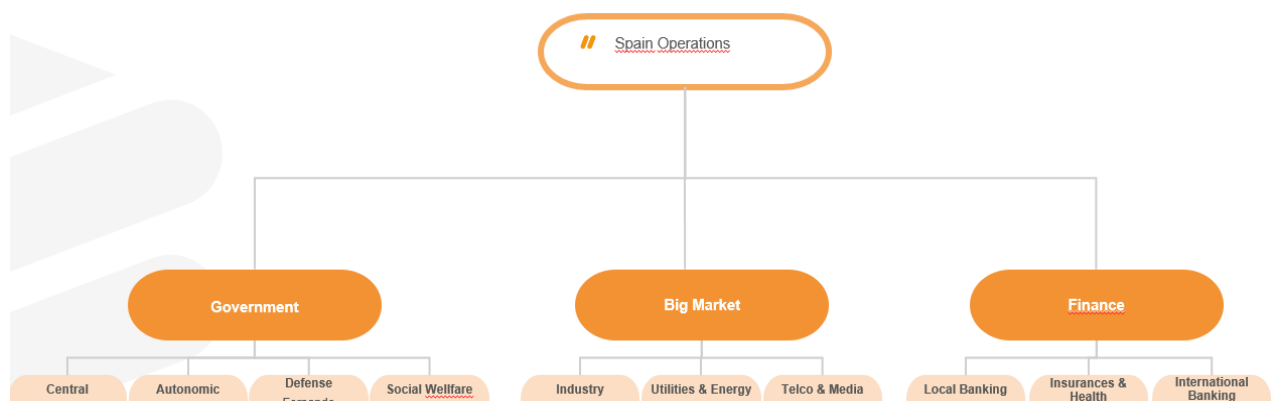 Spain Operations
Government
Big Market
Finance
Central
Autonomic
Defense
Social Wellfare
Industry
Utilities & Energy
Telco & Media
Local Banking
Insurances &
Health
International
Banking